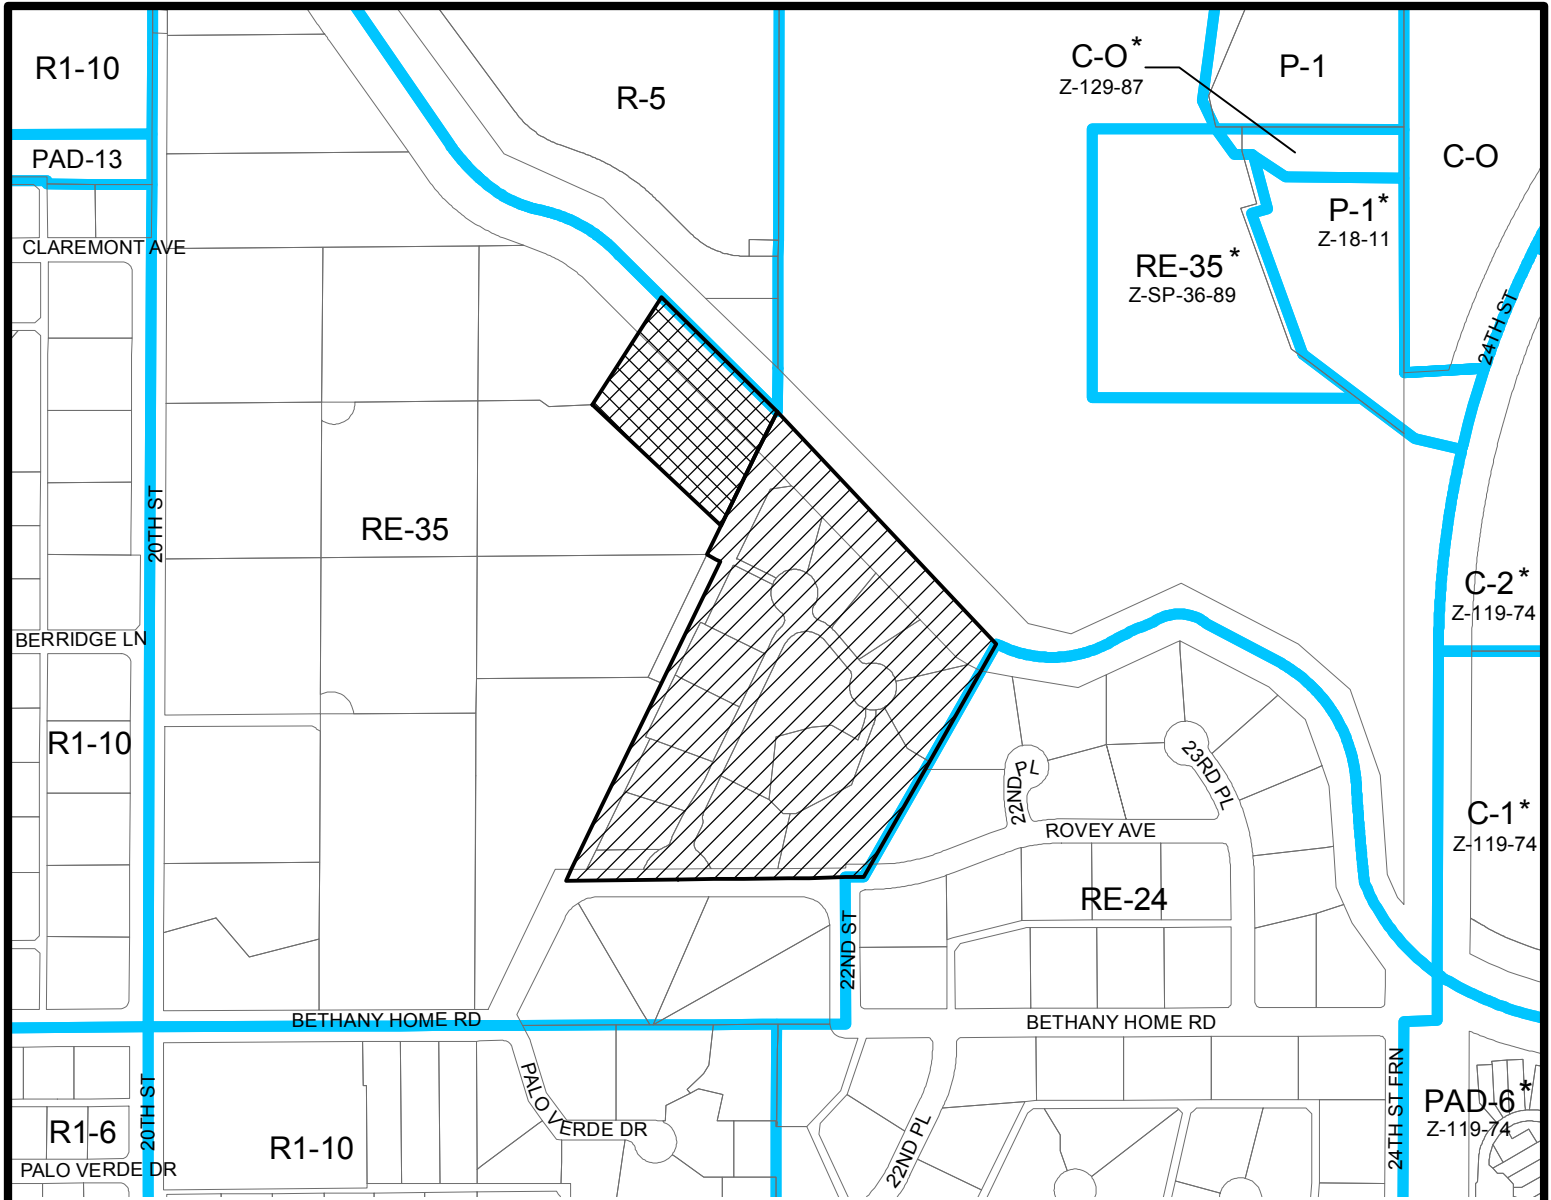 R1-10
R-5
C-O*
Z-129-87
P-1
PAD-13
C-O
CLAREMONT AVE
P-1*
Z-18-11
RE-35*
Z-SP-36-89
24TH ST
20TH ST
RE-35
C-2*
Z-119-74
BERRIDGE LN
R1-10
22ND PL
23RD PL
C-1*
Z-119-74
ROVEY AVE
RE-24
22ND ST
BETHANY HOME RD
BETHANY HOME RD
20TH ST
PALO VERDE DR
24TH ST FRN
PAD-6*
Z-119-74
R1-6
R1-10
22ND PL
PALO VERDE DR